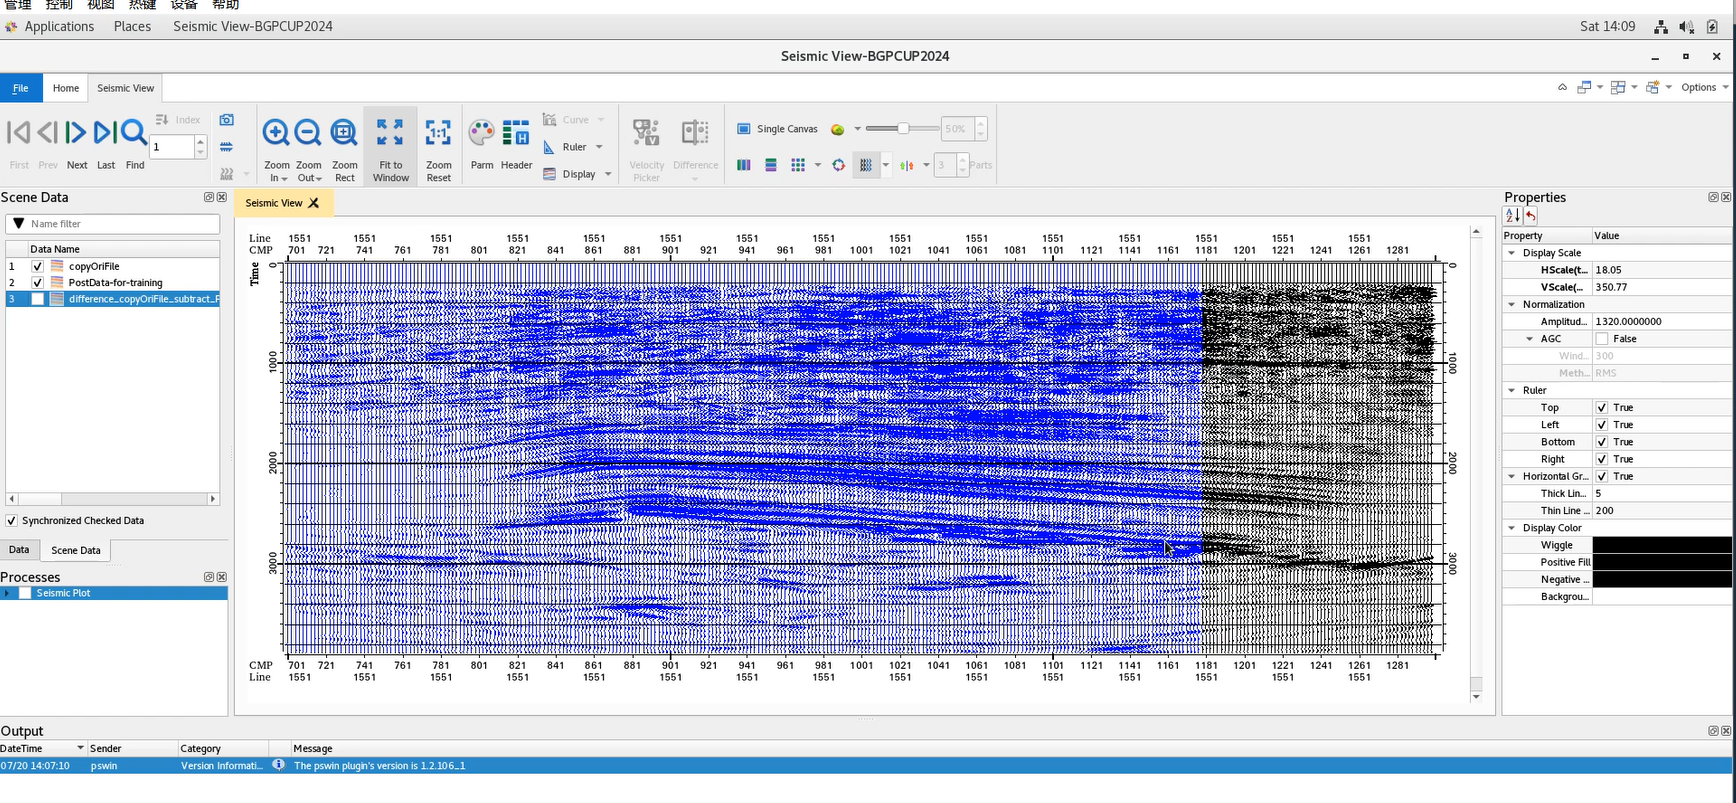 管理 控制 视图 热键 设备 帮助
Applications Places Seismic View-BGPCUP2024 Sat 14:09
Seismic View-BGPCUP2024
File Home Seismic View Options
Index
1
First Prev Next Last Find
Zoom In Zoom Out Zoom Rect Fit to Window 1:1 Zoom Reset
Parm Header
Curve
Ruler
Display
Velocity Picker Difference
Single Canvas 50%
3 Parts
Scene Data
Name filter
Data Name
1 copyOriFile
2 PostData-for-training
3 difference_copyOriFile_subtract_F
Synchronized Checked Data
Data Scene Data
Processes
Seismic Plot
Seismic View
Line 1551 1551 1551 1551 1551 1551 1551 1551 1551 1551 1551 1551 1551 1551 1551
CMP 701 721 741 761 781 801 821 841 861 881 901 921 941 961 981 1001 1021 1041 1061 1081 1101 1121 1141 1161 1181 1201 1221 1241 1261 1281
Time
0 0
1000 1000
2000 2000
3000 3000
CMP 701 721 741 761 781 801 821 841 861 881 901 921 941 961 981 1001 1021 1041 1061 1081 1101 1121 1141 1161 1181 1201 1221 1241 1261 1281
Line 1551 1551 1551 1551 1551 1551 1551 1551 1551 1551 1551 1551 1551 1551 1551
Properties
Property Value
Display Scale
HScale(t... 18.05
VScale(... 350.77
Normalization
Amplitud... 1320.0000000
AGC False
Wind... 300
Meth... RMS
Ruler
Top True
Left True
Bottom True
Right True
Horizontal Gr... True
Thick Lin... 5
Thin Line ... 200
Display Color
Wiggle
Positive Fill
Negative ...
Backgrou...
Output
DateTime Sender Category Message
07/20 14:07:10 pswin Version Informati... The pswin plugin's version is 1.2.106_1